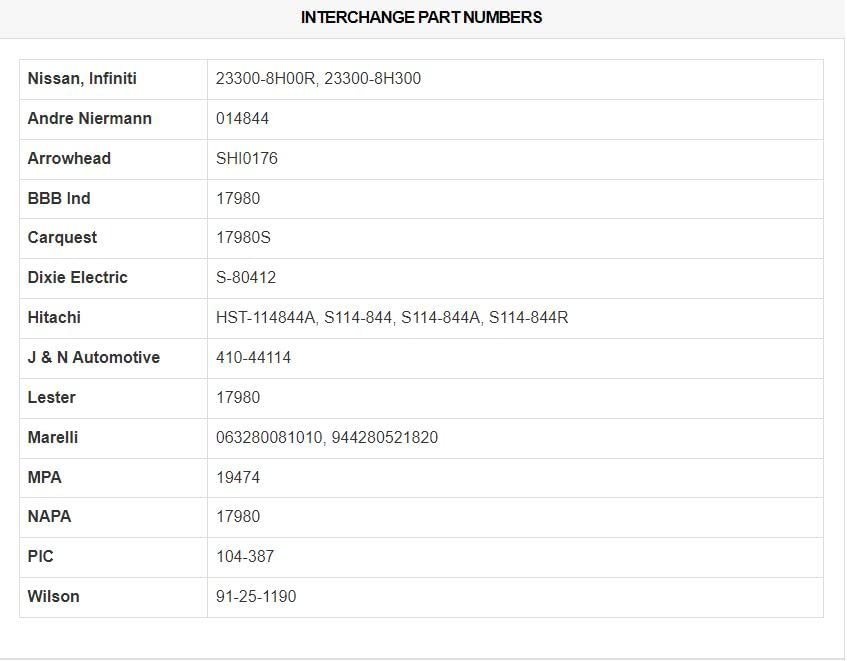 INTERCHANGE PART NUMBERS
Nissan, Infiniti 23300-8H00R, 23300-8H300
Andre Niermann 014844
Arrowhead SHI0176
BBB Ind 17980
Carquest 17980S
Dixie Electric S-80412
Hitachi HST-114844A, S114-844, S114-844A, S114-844R
J & N Automotive 410-44114
Lester 17980
Marelli 063280081010, 944280521820
MPA 19474
NAPA 17980
PIC 104-387
Wilson 91-25-1190